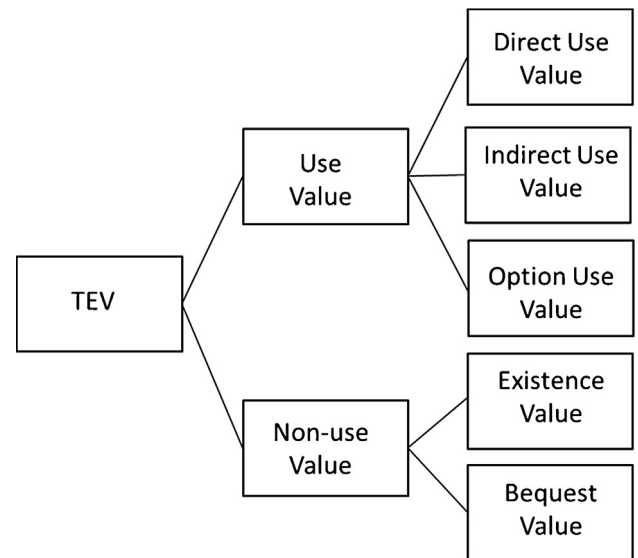 Direct Use
Value
Use
Value
Indirect Use
Value
Option Use
Value
TEV
Non-use
Value
Existence
Value
Bequest
Value